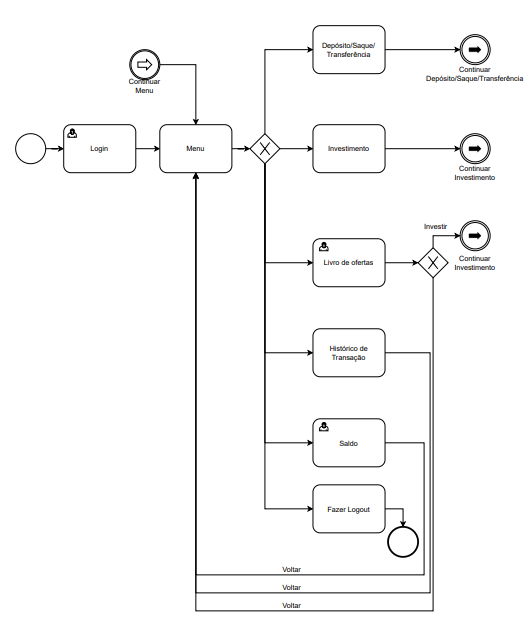 Depósito/Saque/
Transferência
Continuar
Depósito/Saque/Transferência
Continuar
Menu
Login
Menu
Investimento
Continuar
Investimento
Investir
Livro de ofertas
Continuar
Investimento
Histórico de
Transação
Saldo
Fazer Logout
Voltar
Voltar
Voltar